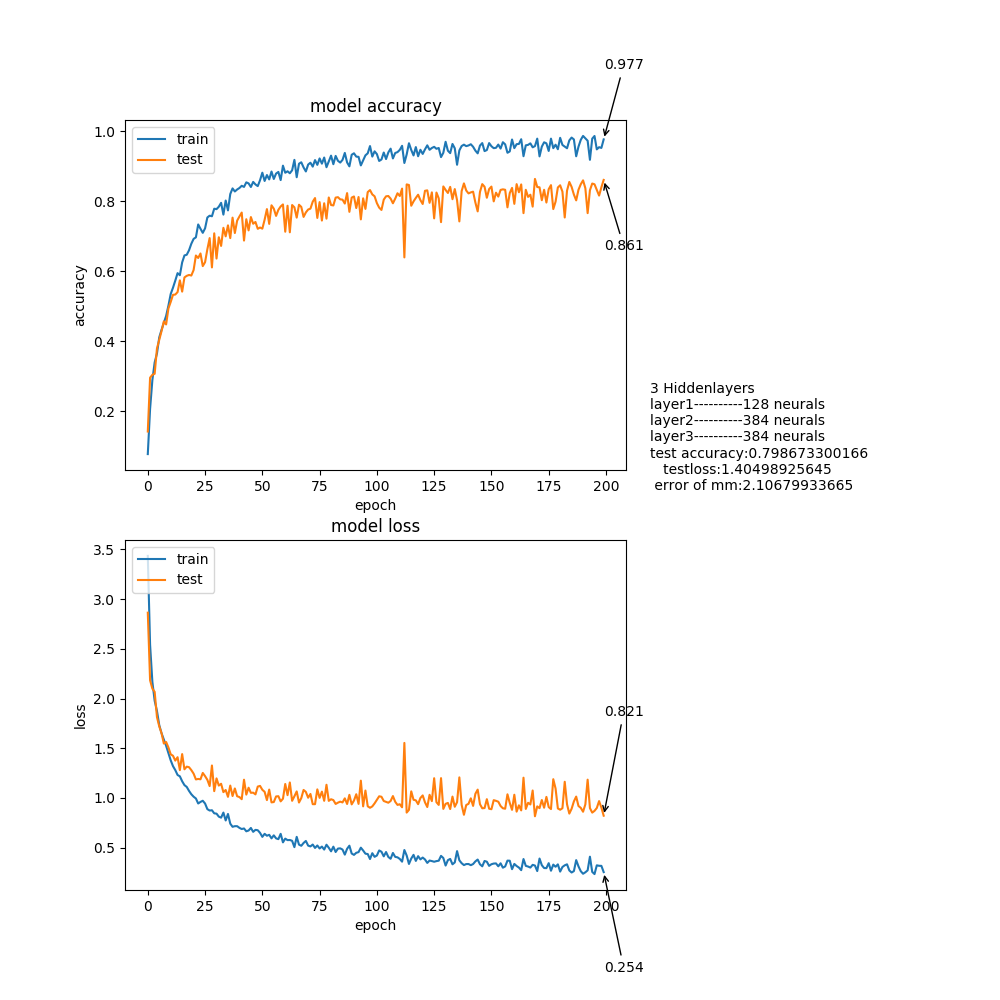 0.977
model accuracy
train
test
1.0
0.8
0.6
0.4
0.2
accuracy
0.861
0 25 50 75 100 125 150 175 200
epoch
3 Hiddenlayers
layer1----------128 neurals
layer2----------384 neurals
layer3----------384 neurals
test accuracy:0.798673300166
testloss:1.40498925645
error of mm:2.10679933665
model loss
train
test
3.5
3.0
2.5
2.0
1.5
1.0
0.5
loss
0.821
0 25 50 75 100 125 150 175 200
epoch
0.254